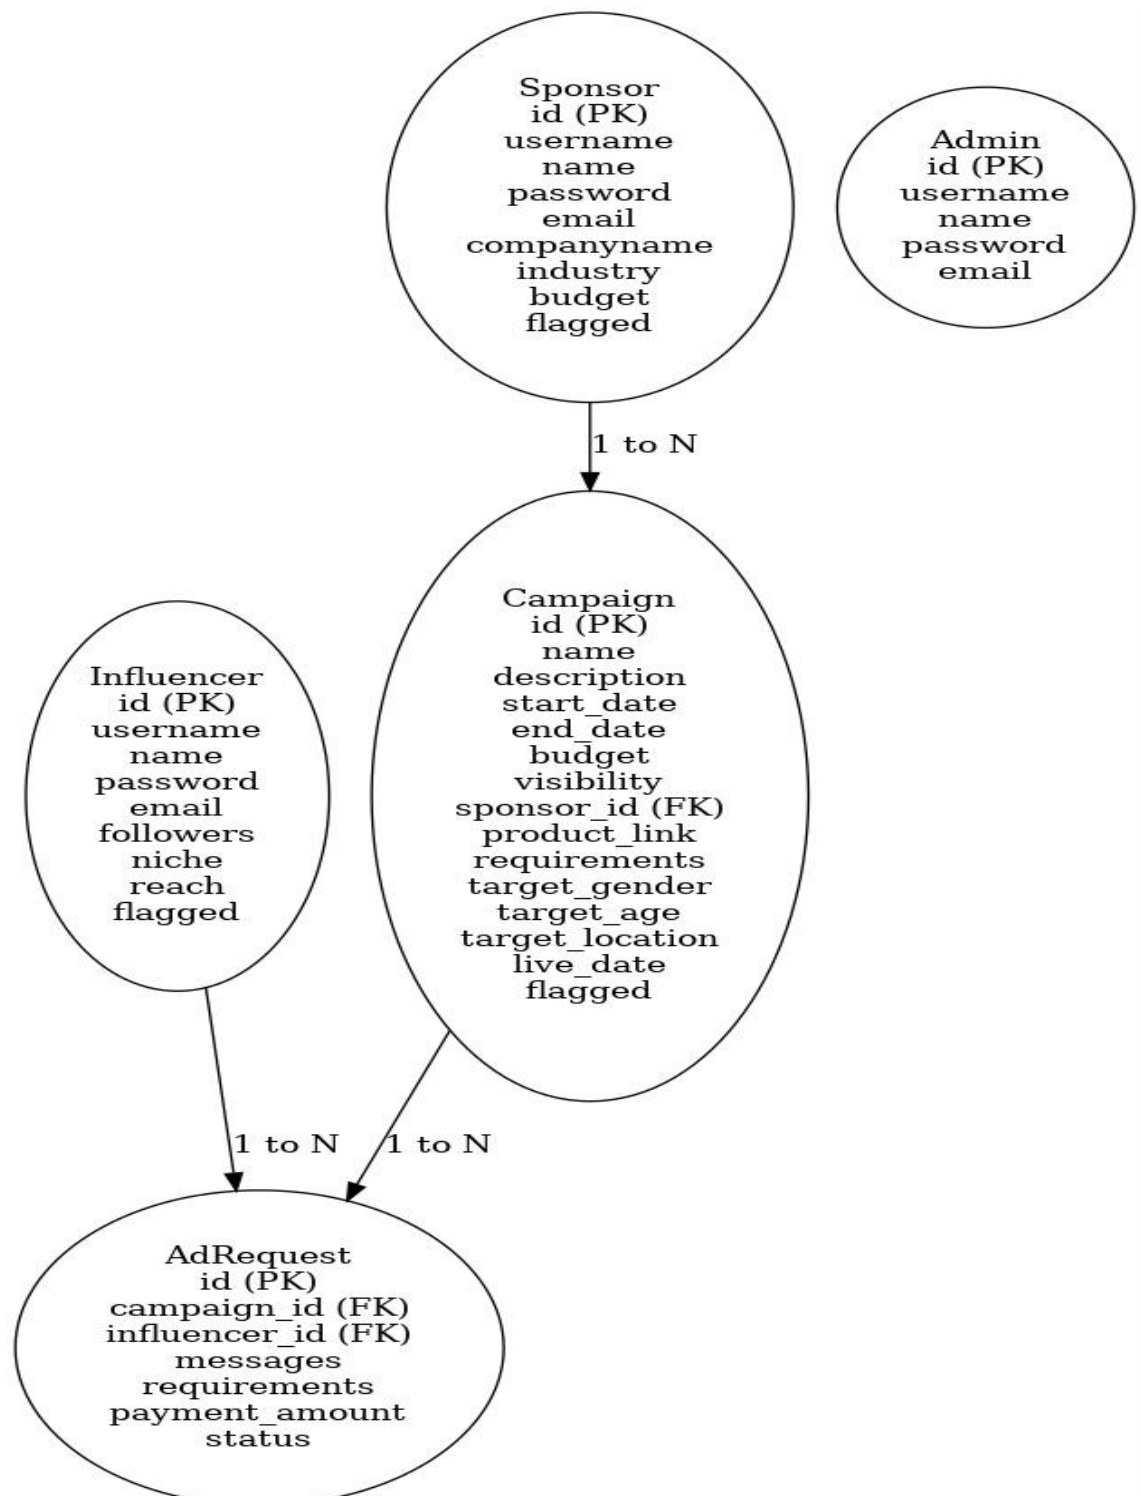 Sponsor
id (PK)
username
name
password
email
companyname
industry
budget
flagged
Admin
id (PK)
username
name
password
email
1 to N
Campaign
id (PK)
name
description
start_date
end_date
budget
visibility
sponsor_id (FK)
product_link
requirements
target_gender
target_age
target_location
live_date
flagged
Influencer
id (PK)
username
name
password
email
followers
niche
reach
flagged
1 to N
1 to N
AdRequest
id (PK)
campaign_id (FK)
influencer_id (FK)
messages
requirements
payment_amount
status